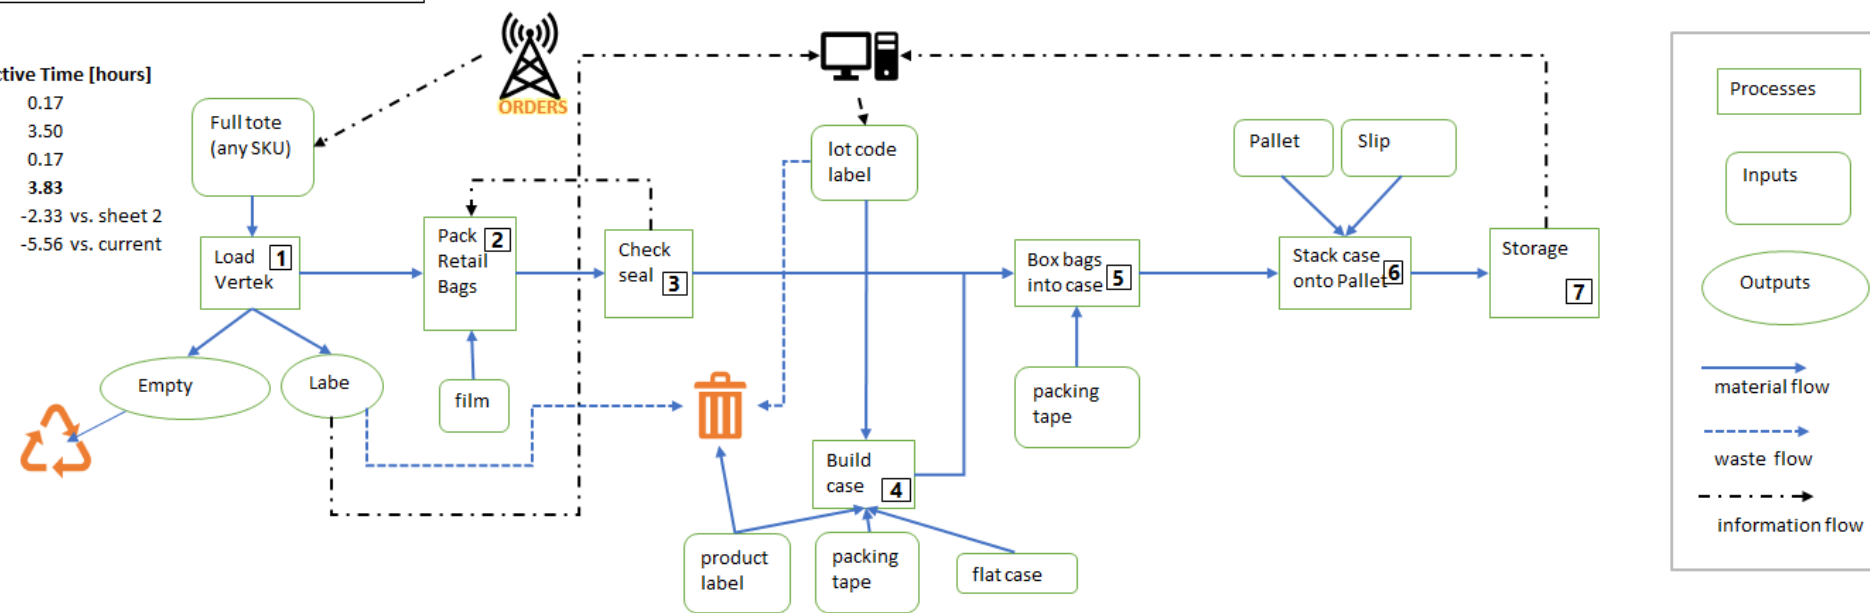 ctive Time [hours]
0.17
3.50
0.17
3.83
-2.33 vs. sheet 2
-5.56 vs. current
ORDERS
Full tote
(any SKU)
lot code
label
Pallet
Slip
Load
Vertek
1
Pack
Retail
Bags
2
Check
seal
3
Box bags
into case
5
Stack case
onto Pallet
6
Storage
7
Empty
Labe
film
packing
tape
Build
case
4
product
label
packing
tape
flat case
Processes
Inputs
Outputs
material flow
waste flow
information flow